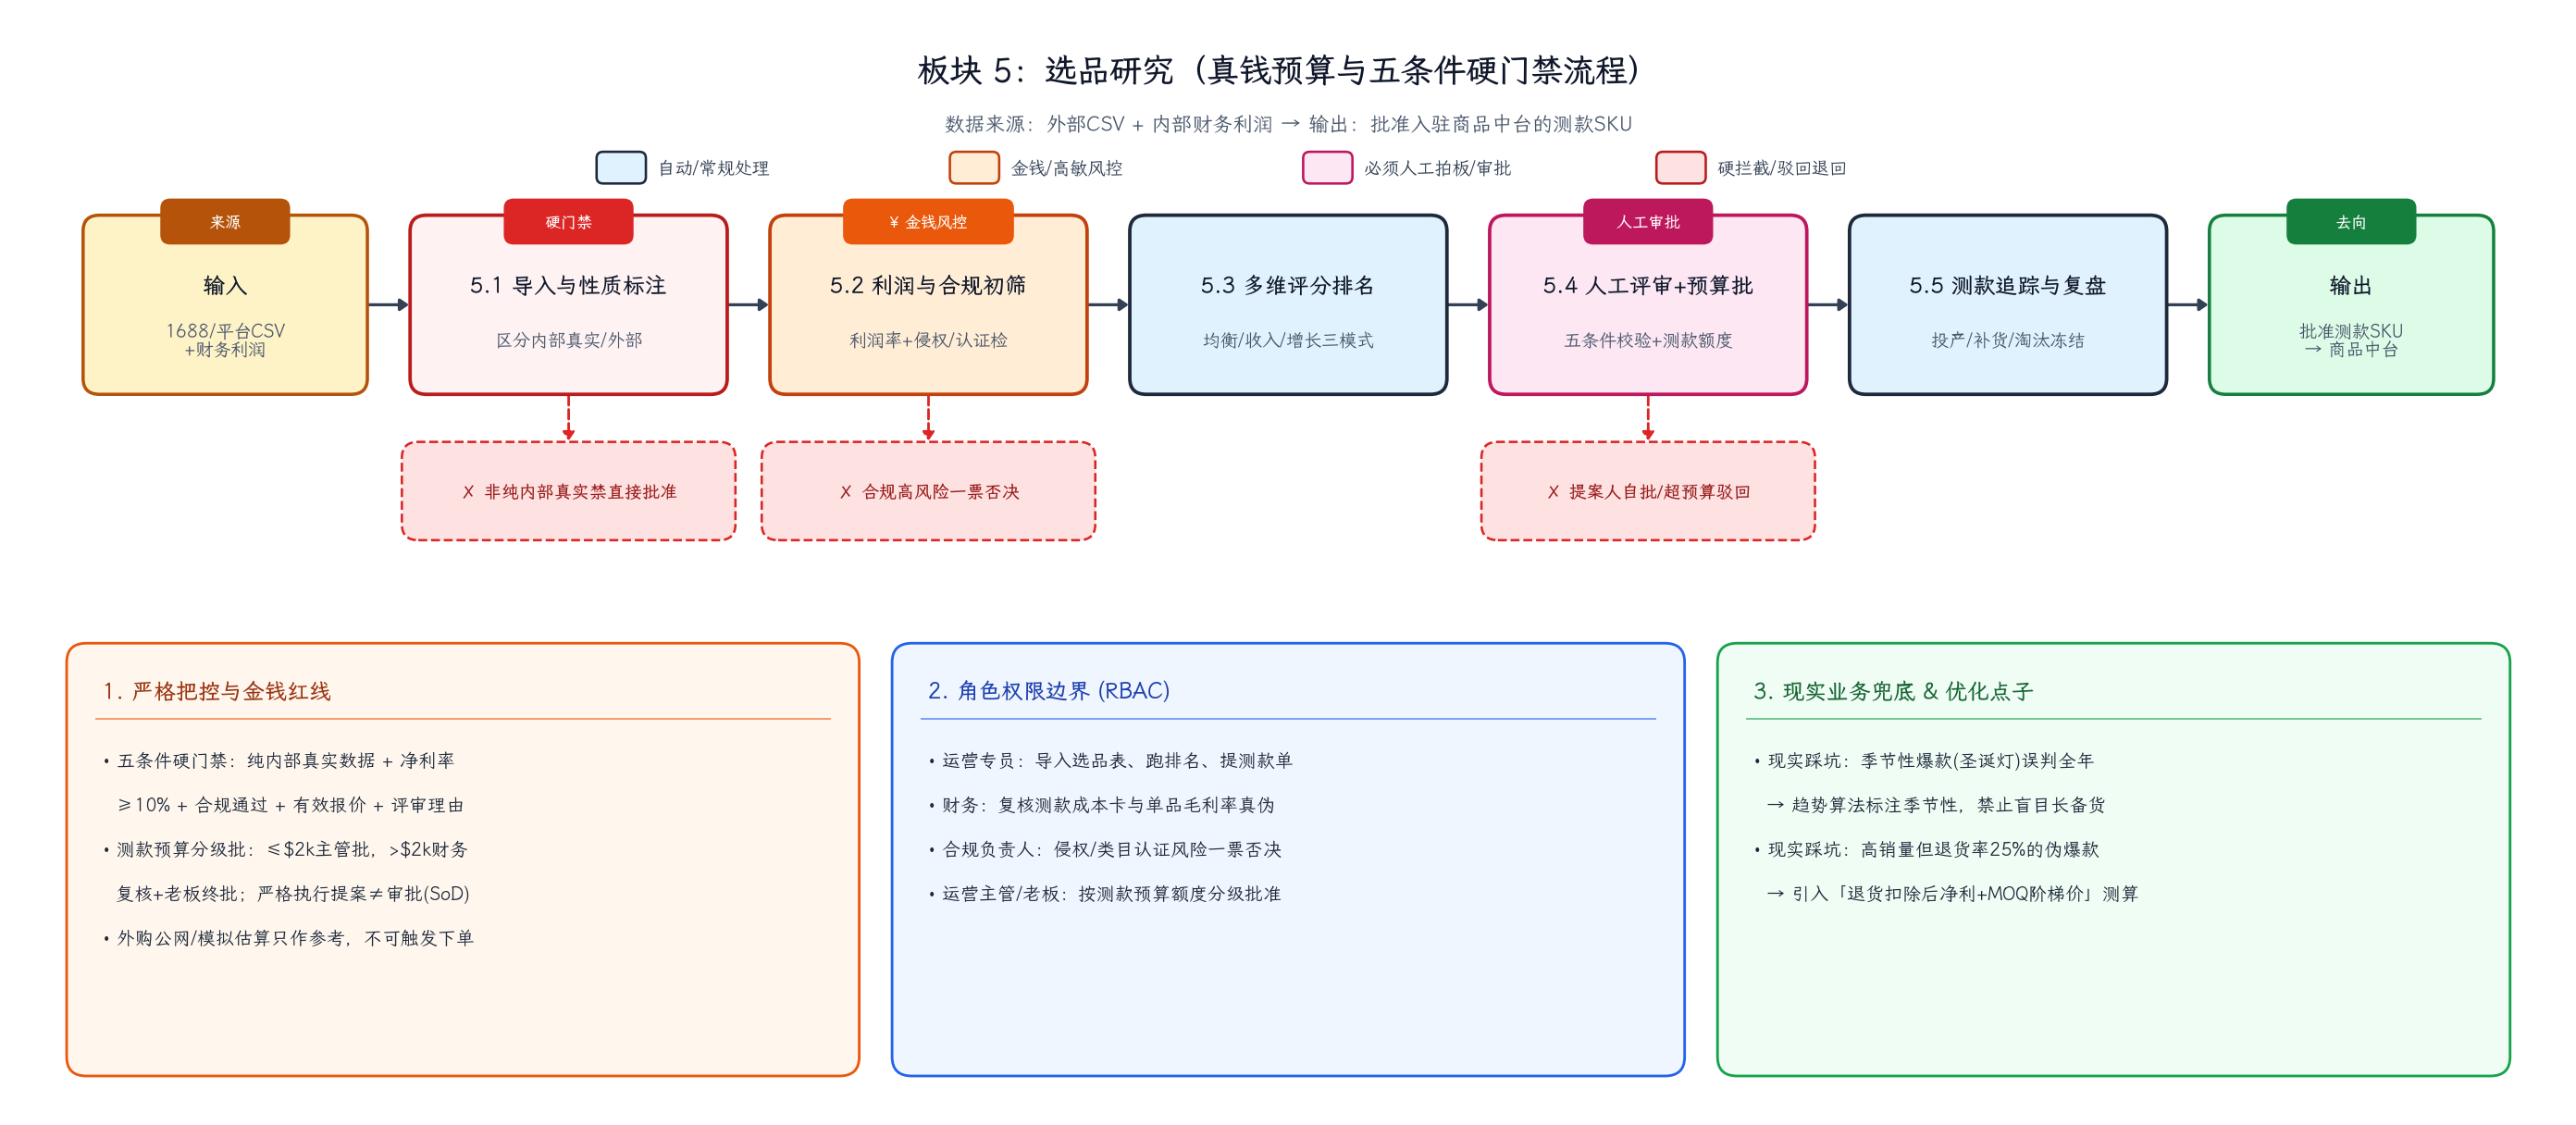 板块 5：选品研究（真钱预算与五条件硬门禁流程）
数据来源：外部CSV + 内部财务利润 → 输出：批准入驻商品中台的测款SKU
自动/常规处理
金钱/高敏风控
必须人工拍板/审批
硬拦截/驳回退回
来源
输入
1688/平台CSV
+财务利润
硬门禁
5.1 导入与性质标注
区分内部真实/外部
¥ 金钱风控
5.2 利润与合规初筛
利润率+侵权/认证检
5.3 多维评分排名
均衡/收入/增长三模式
人工审批
5.4 人工评审+预算批
五条件校验+测款额度
5.5 测款追踪与复盘
投产/补货/淘汰冻结
去向
输出
批准测款SKU
→ 商品中台
✗ 非纯内部真实禁直接批准
✗ 合规高风险一票否决
✗ 提案人自批/超预算驳回
1. 严格把控与金钱红线
• 五条件硬门禁：纯内部真实数据 + 净利率
≥10% + 合规通过 + 有效报价 + 评审理由
• 测款预算分级批：≤$2k主管批，>$2k财务
复核+老板终批；严格执行提案≠审批(SoD)
• 外购公网/模拟估算只作参考，不可触发下单
2. 角色权限边界 (RBAC)
• 运营专员：导入选品表、跑排名、提测款单
• 财务：复核测款成本卡与单品毛利率真伪
• 合规负责人：侵权/类目认证风险一票否决
• 运营主管/老板：按测款预算额度分级批准
3. 现实业务兜底 & 优化点子
• 现实踩坑：季节性爆款(圣诞灯)误判全年
→ 趋势算法标注季节性，禁止盲目长备货
• 现实踩坑：高销量但退货率25%的伪爆款
→ 引入「退货扣除后净利+MOQ阶梯价」测算